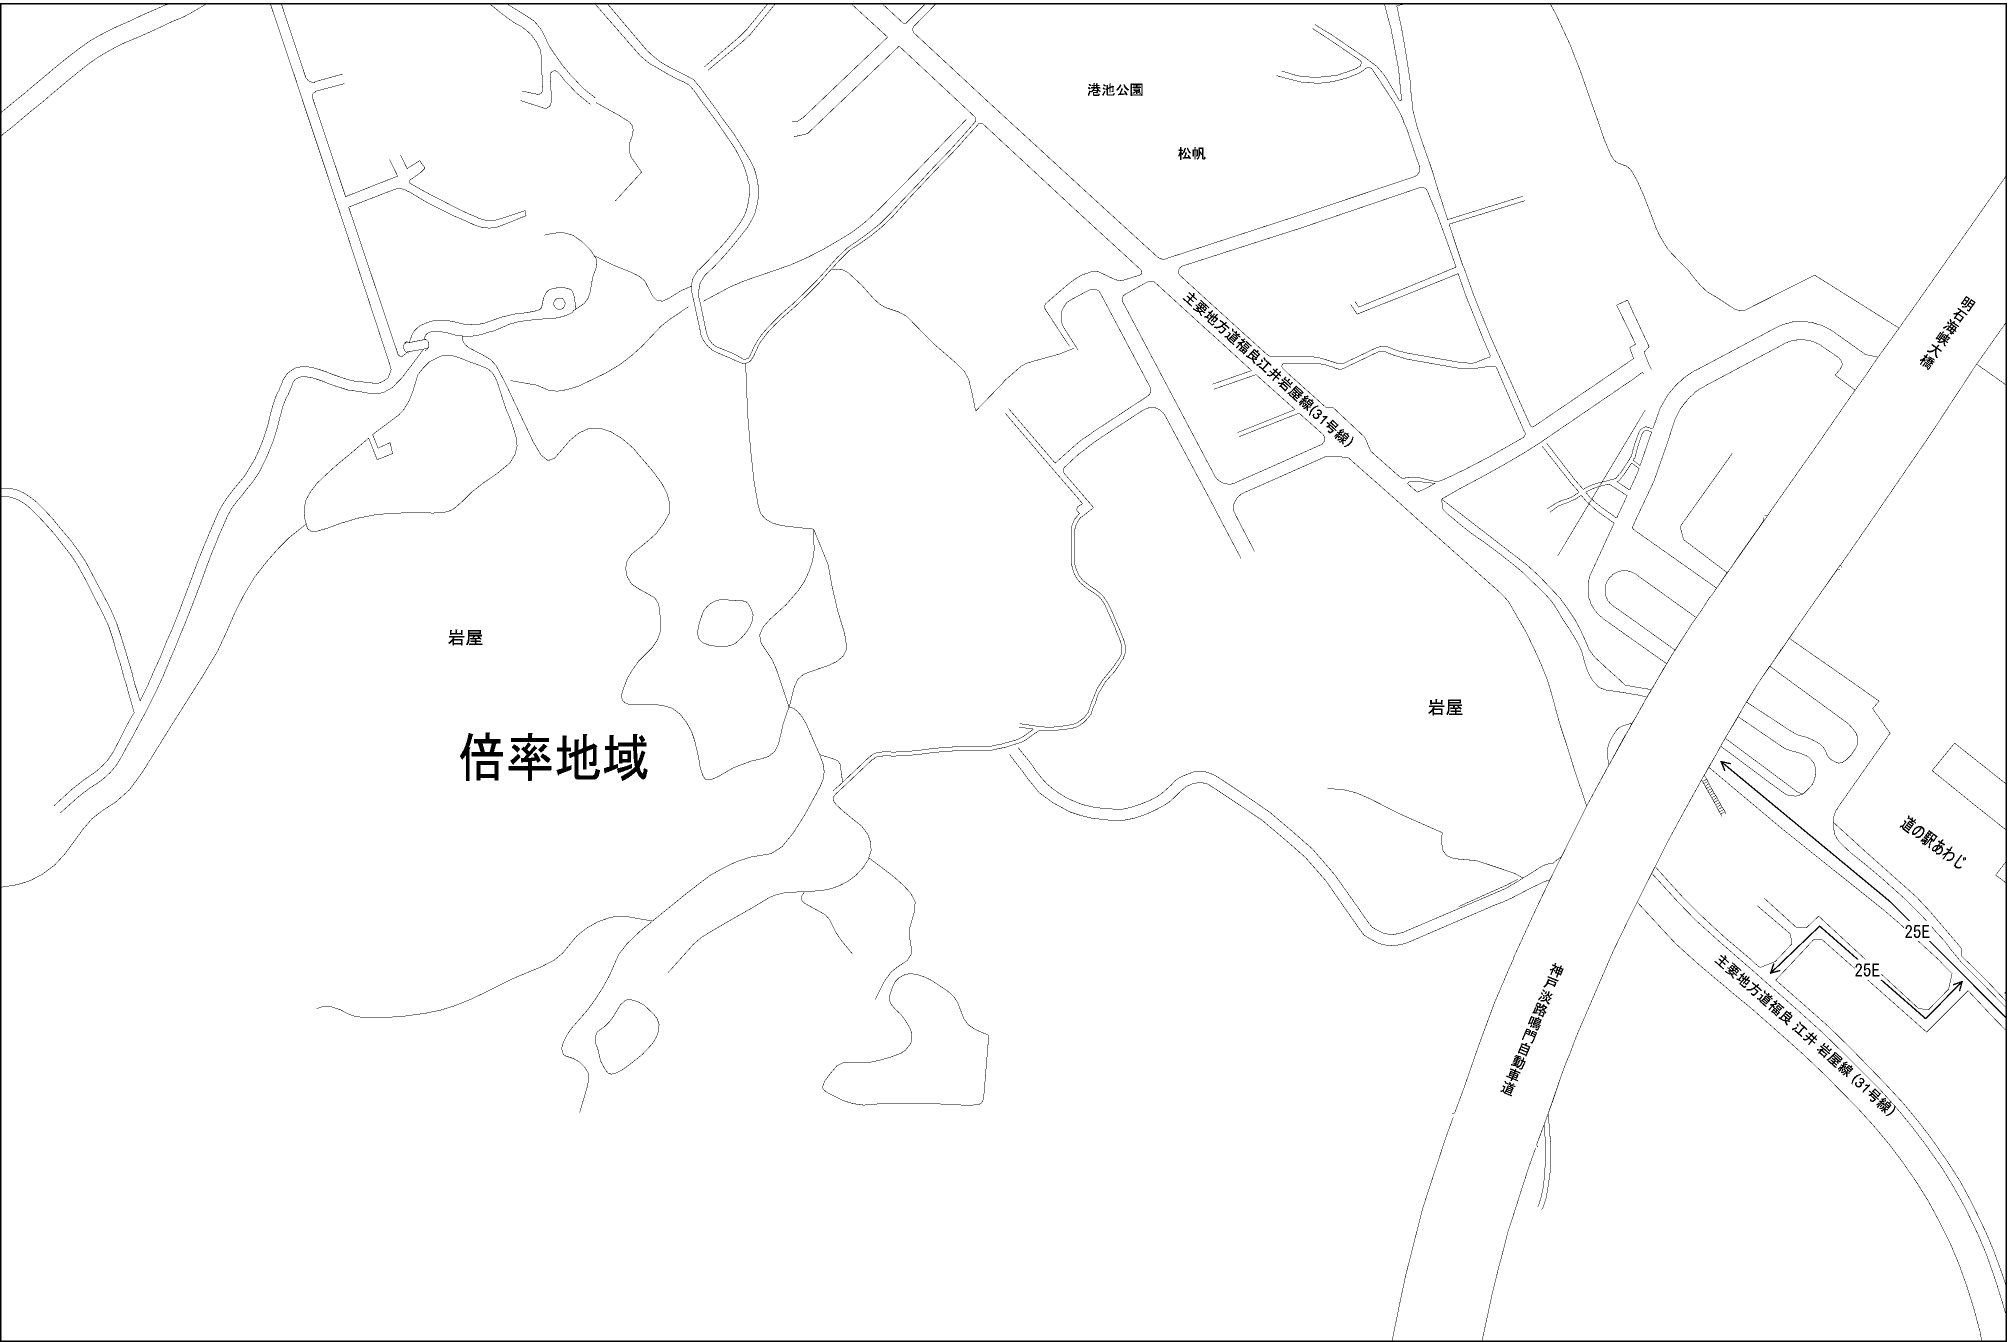 港池公園
松帆
主要地方道福良江井岩屋線(31号線)
明石海峡大橋
岩屋
岩屋
倍率地域
道の駅あわじ
25E
25E
主要地方道福良 江井 岩屋線 (31号線)
神戸淡路鳴門自動車道